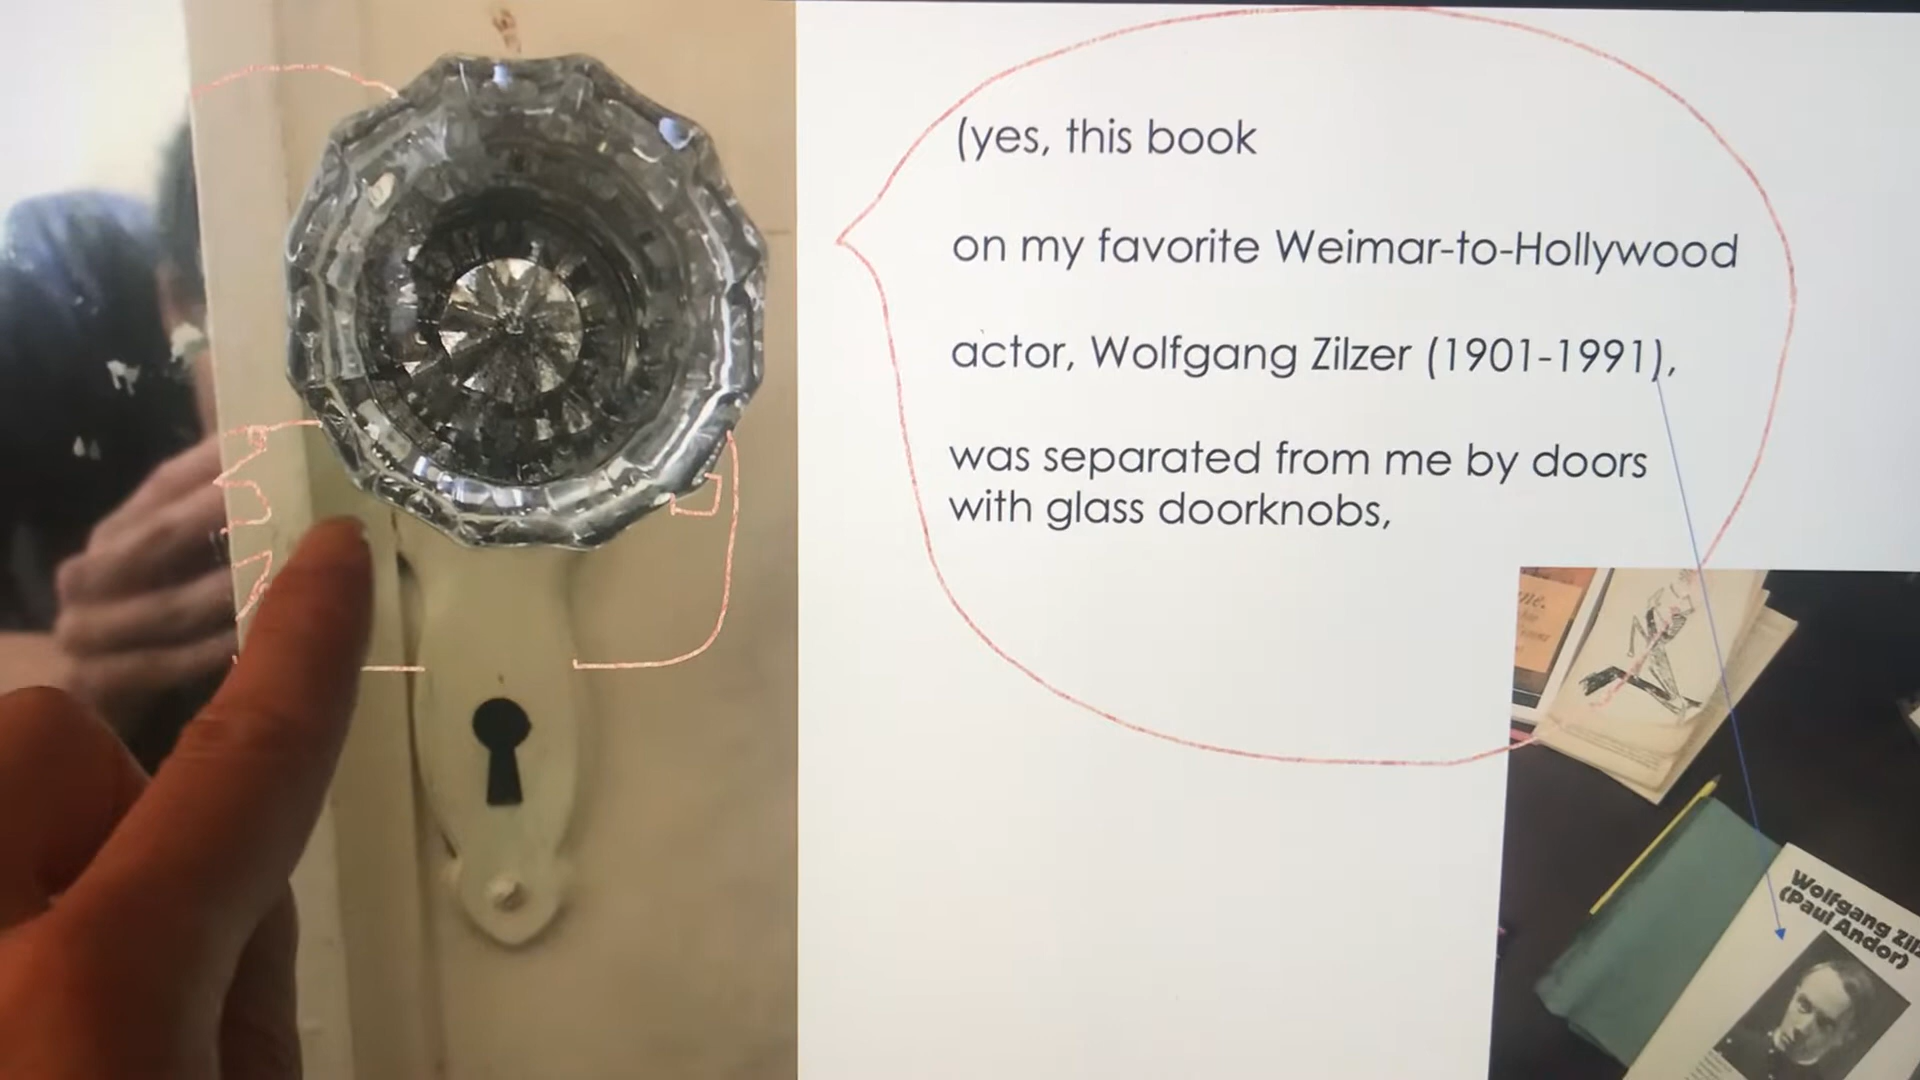 (yes, this book
on my favorite Weimar-to-Hollywood
actor, Wolfgang Zilzer (1901-1991),
was separated from me by doors
with glass doorknobs,
Wolfgang Zil
(Paul Andor)